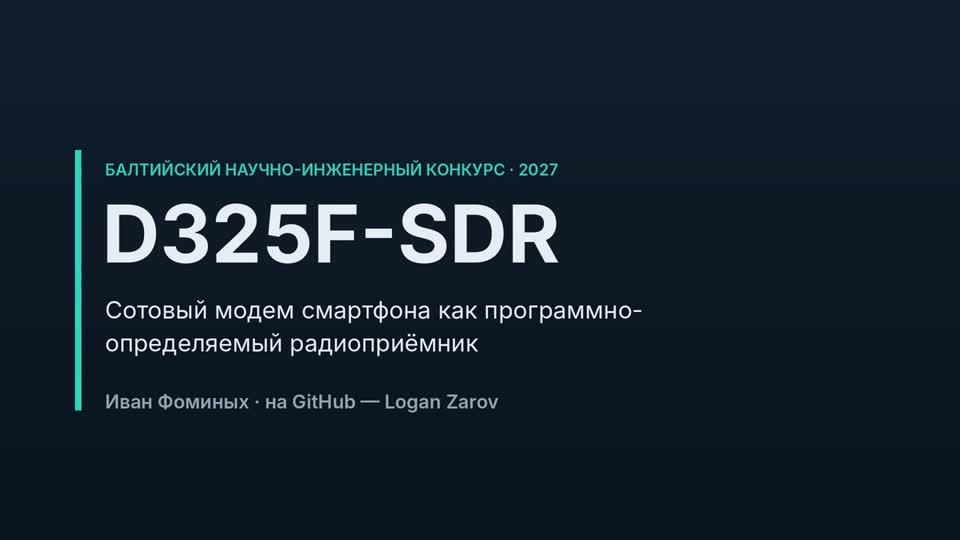 БАЛТИЙСКИЙ НАУЧНО-ИНЖЕНЕРНЫЙ КОНКУРС · 2027
D325F-SDR
Сотовый модем смартфона как программно-
определяемый радиоприёмник
Иван Фоминых · на GitHub — Logan Zarov